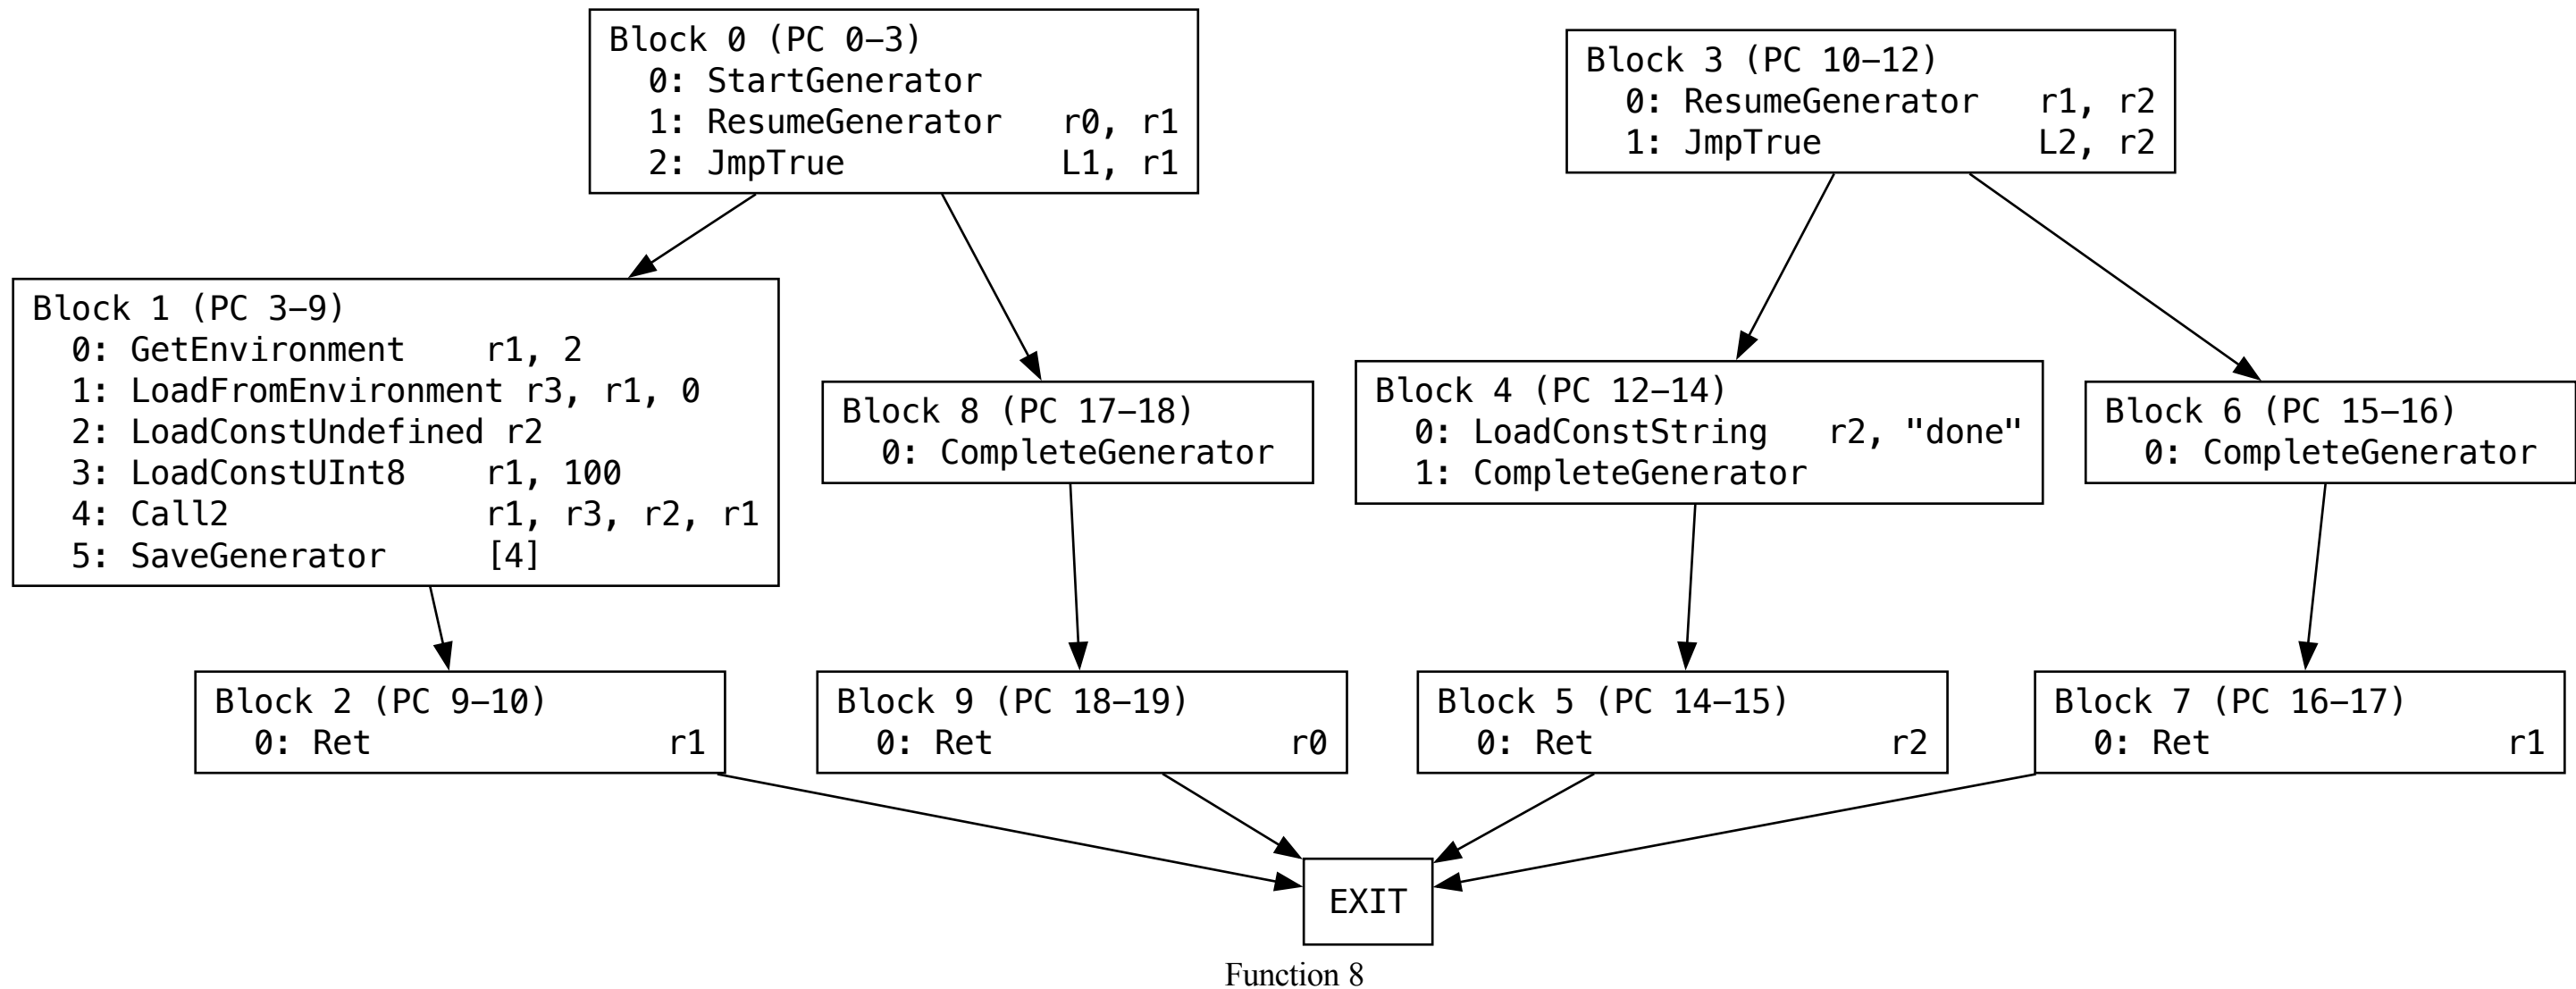 Block 0 (PC 0–3)
0: StartGenerator
1: ResumeGenerator r0, r1
2: JmpTrue L1, r1
Block 3 (PC 10–12)
0: ResumeGenerator r1, r2
1: JmpTrue L2, r2
Block 1 (PC 3–9)
0: GetEnvironment r1, 2
1: LoadFromEnvironment r3, r1, 0
2: LoadConstUndefined r2
3: LoadConstUInt8 r1, 100
4: Call2 r1, r3, r2, r1
5: SaveGenerator [4]
Block 8 (PC 17–18)
0: CompleteGenerator
Block 4 (PC 12–14)
0: LoadConstString r2, "done"
1: CompleteGenerator
Block 6 (PC 15–16)
0: CompleteGenerator
Block 2 (PC 9–10)
0: Ret r1
Block 9 (PC 18–19)
0: Ret r0
Block 5 (PC 14–15)
0: Ret r2
Block 7 (PC 16–17)
0: Ret r1
EXIT
Function 8